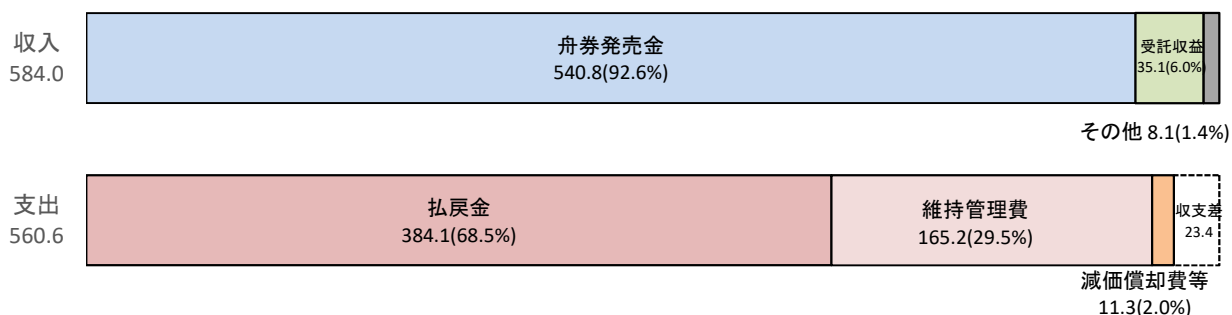 収入
584.0
舟券発売金
540.8(92.6%)
受託収益
35.1(6.0%)
その他 8.1(1.4%)
支出
560.6
払戻金
384.1(68.5%)
維持管理費
165.2(29.5%)
収支差
23.4
減価償却費等
11.3(2.0%)